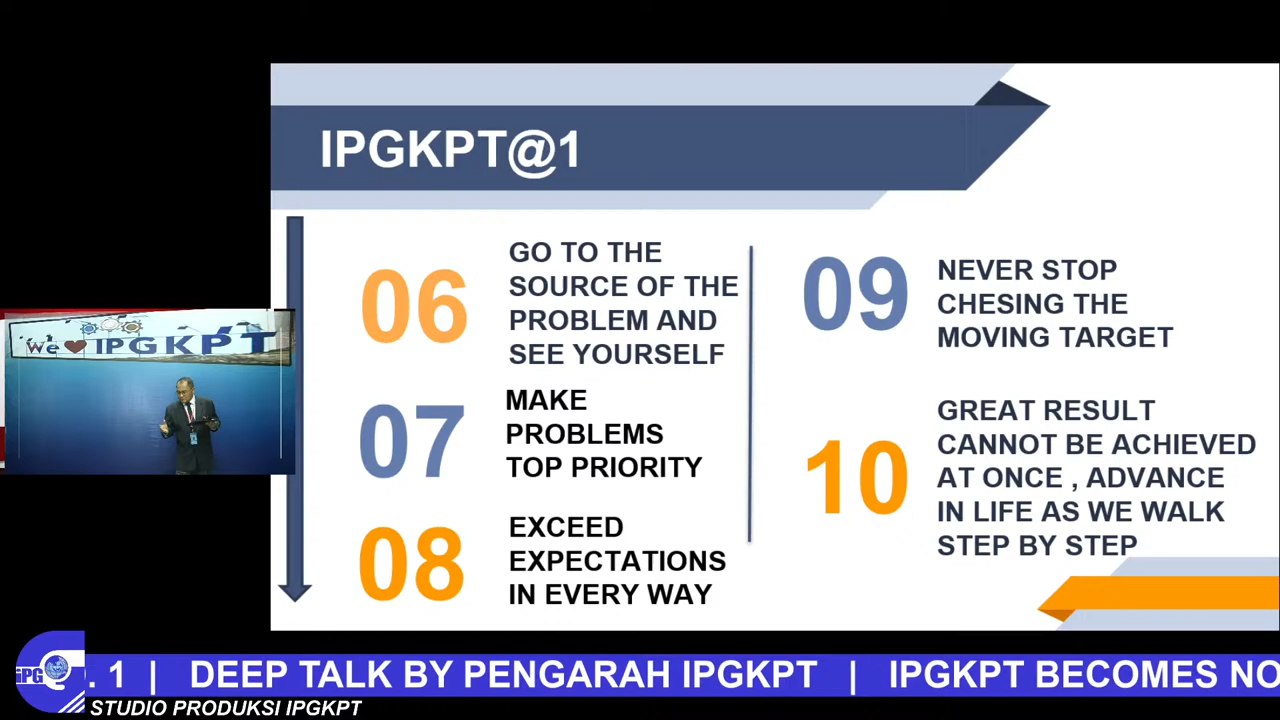 IPGKPT@1
06
GO TO THE
SOURCE OF THE
PROBLEM AND
SEE YOURSELF
07
MAKE
PROBLEMS
TOP PRIORITY
08
EXCEED
EXPECTATIONS
IN EVERY WAY
09
NEVER STOP
CHESING THE
MOVING TARGET
10
GREAT RESULT
CANNOT BE ACHIEVED
AT ONCE , ADVANCE
IN LIFE AS WE WALK
STEP BY STEP
We IPGKPT
iPG
. 1 | DEEP TALK BY PENGARAH IPGKPT | IPGKPT BECOMES NO
STUDIO PRODUKSI IPGKPT